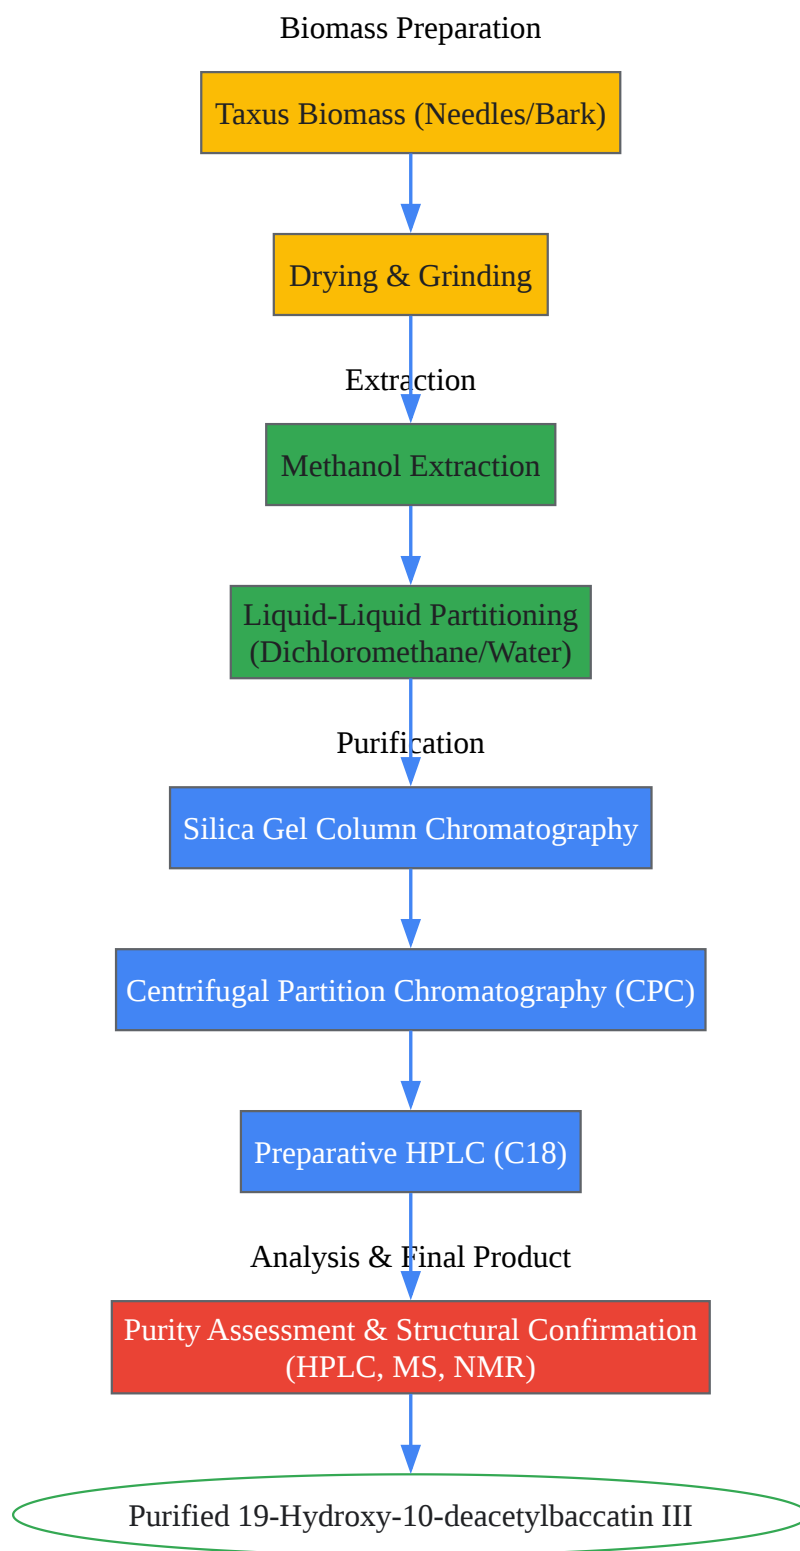 Biomass Preparation
Taxus Biomass (Needles/Bark)
Drying & Grinding
Extraction
Methanol Extraction
Liquid-Liquid Partitioning
(Dichloromethane/Water)
Purification
Silica Gel Column Chromatography
Centrifugal Partition Chromatography (CPC)
Preparative HPLC (C18)
Analysis & Final Product
Purity Assessment & Structural Confirmation
(HPLC, MS, NMR)
Purified 19-Hydroxy-10-deacetylbaccatin III